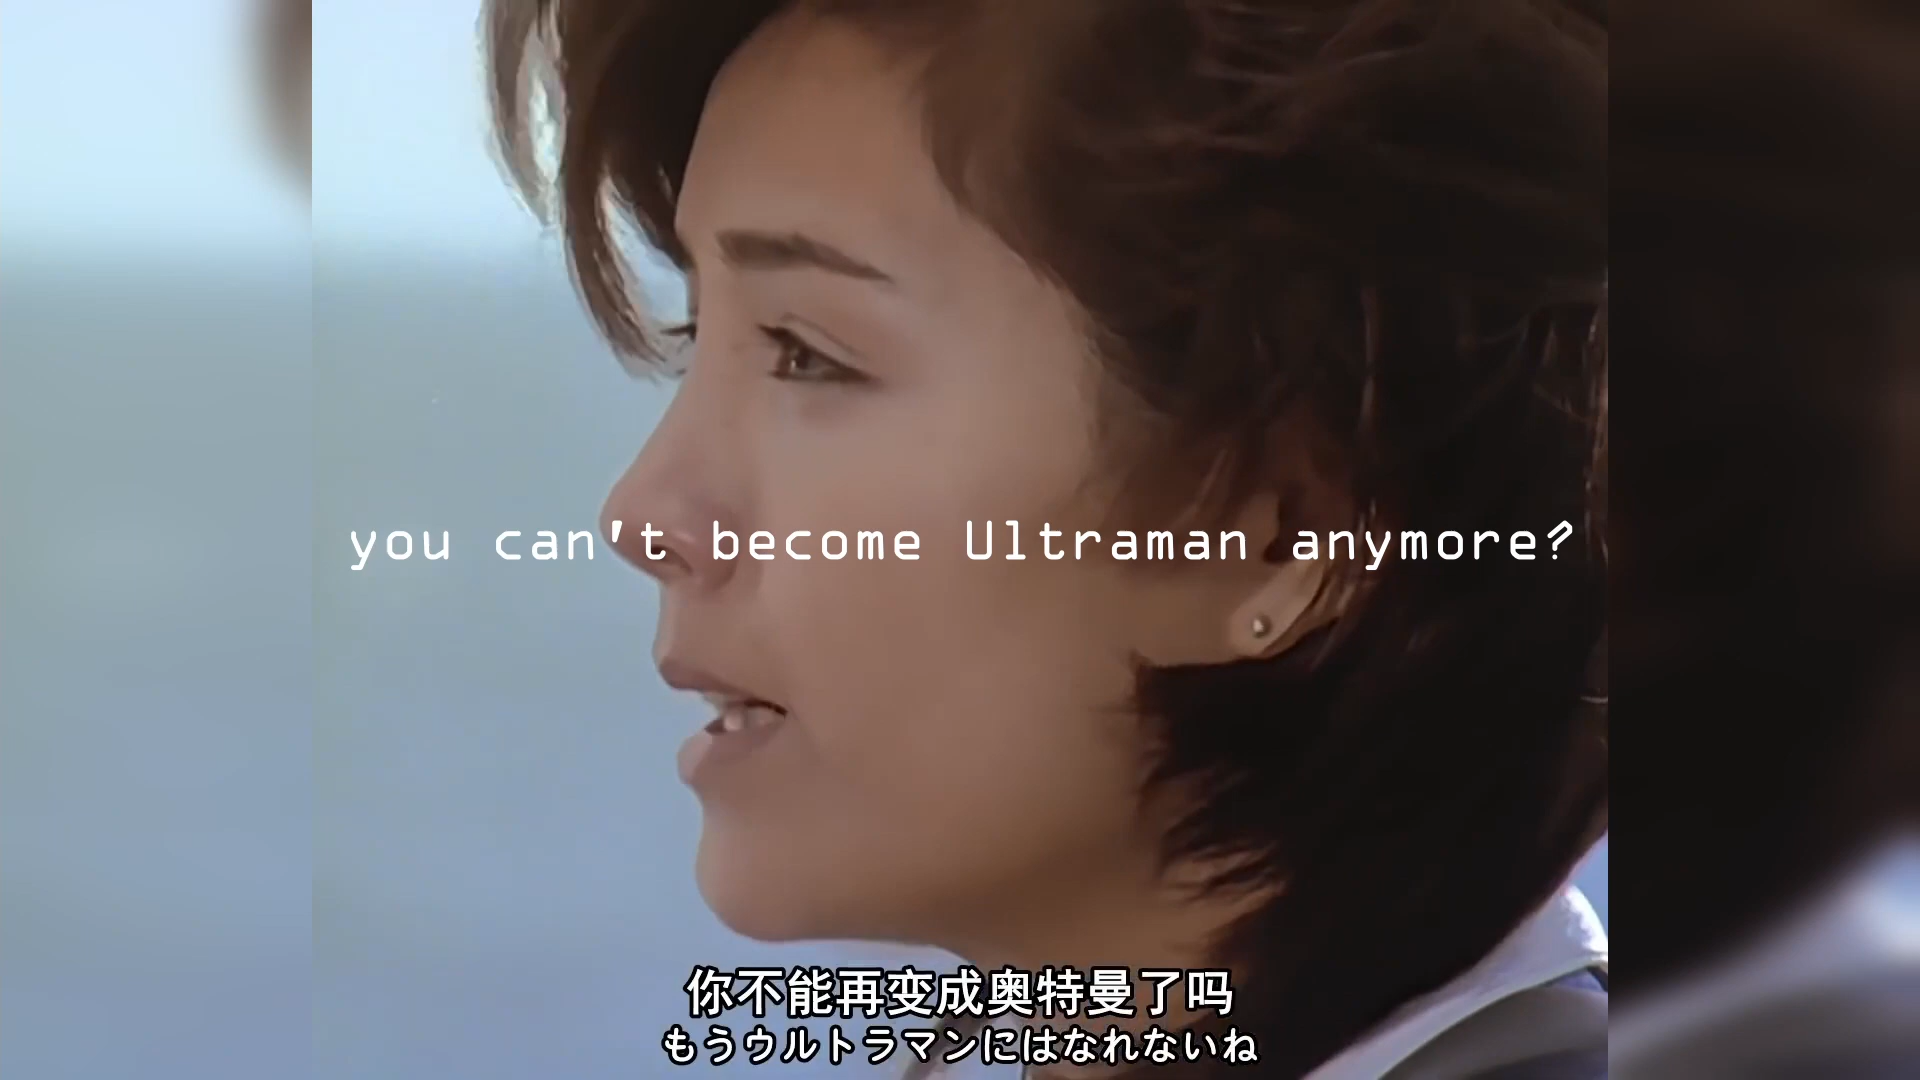 you can't become Ultraman anymore?
你不能再变成奥特曼了吗
もうウルトラマンにはなれないね